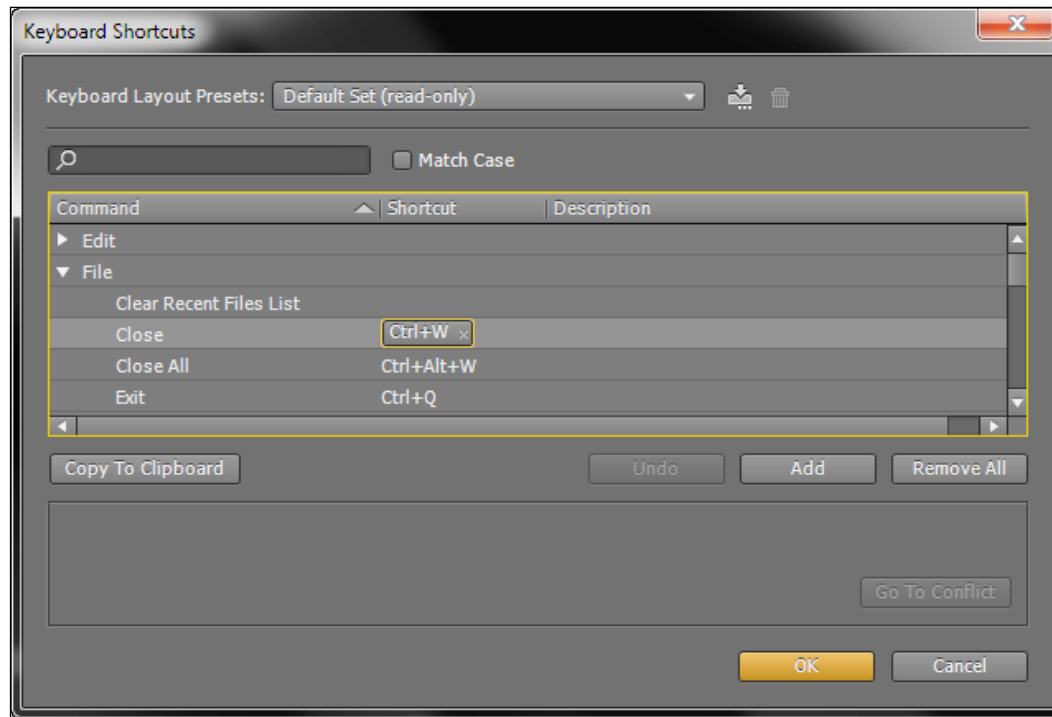 Keyboard Shortcuts
Keyboard Layout Presets: Default Set (read-only)
Match Case
Command Shortcut Description
Edit
File
Clear Recent Files List
Close Ctrl+W
Close All Ctrl+Alt+W
Exit Ctrl+Q
Copy To Clipboard Undo Add Remove All
Go To Conflict
OK Cancel